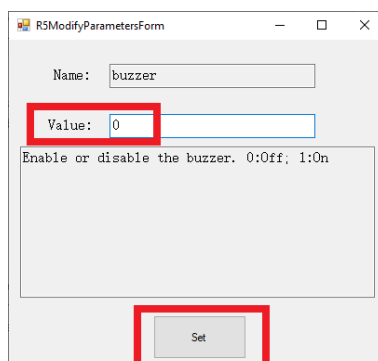 R5ModifyParametersForm
Name: buzzer
Value: 0
Enable or disable the buzzer. 0:Off; 1:On
Set